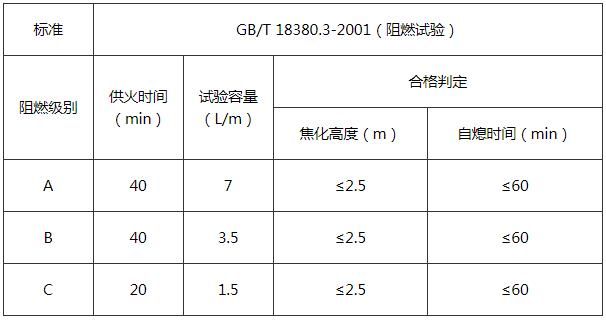 标准 GB/T 18380.3-2001（阻燃试验）
阻燃级别 供火时间（min） 试验容量（L/m） 合格判定
焦化高度（m） 自熄时间（min）
A 40 7 ≤2.5 ≤60
B 40 3.5 ≤2.5 ≤60
C 20 1.5 ≤2.5 ≤60